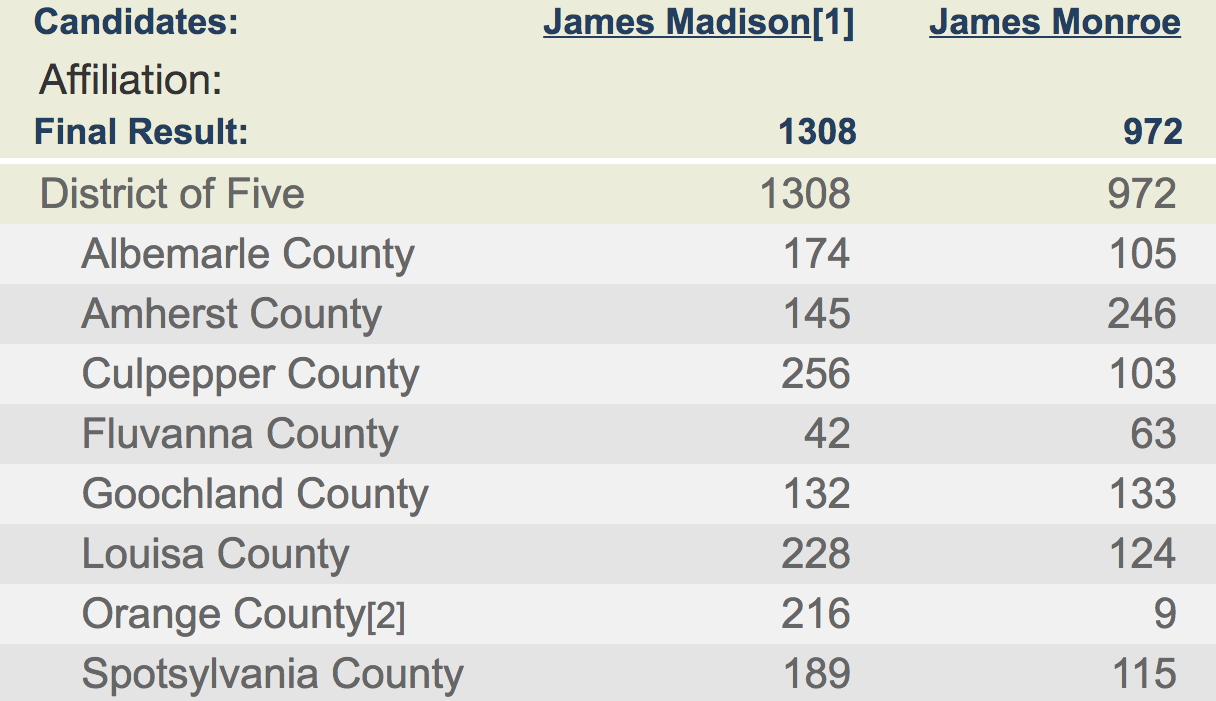 Candidates: James Madison[1] James Monroe
Affiliation:
Final Result: 1308 972
District of Five 1308 972
Albemarle County 174 105
Amherst County 145 246
Culpepper County 256 103
Fluvanna County 42 63
Goochland County 132 133
Louisa County 228 124
Orange County[2] 216 9
Spotsylvania County 189 115